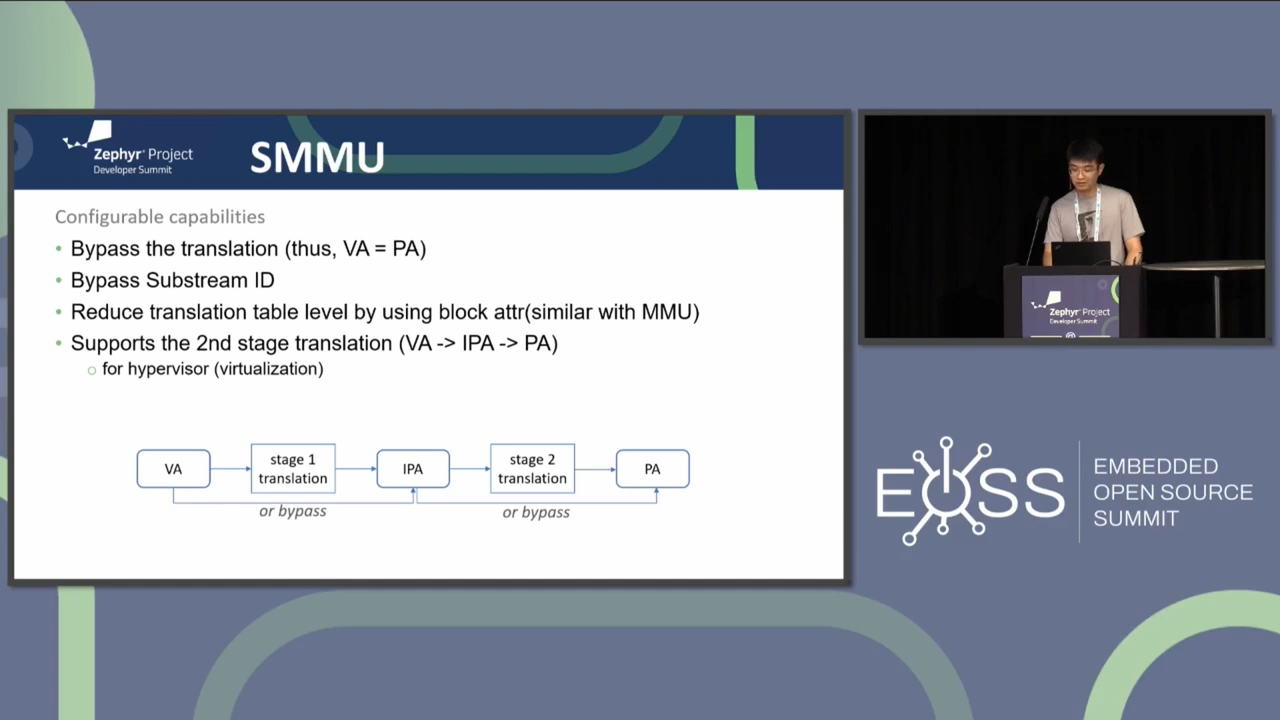 Zephyr® Project
Developer Summit
SMMU
Configurable capabilities
• Bypass the translation (thus, VA = PA)
• Bypass Substream ID
• Reduce translation table level by using block attr(similar with MMU)
• Supports the 2nd stage translation (VA -> IPA -> PA)
○ for hypervisor (virtualization)
VA
stage 1
translation
IPA
stage 2
translation
PA
or bypass
or bypass
Zephyr® Project
Developer Summit
EOSS
EMBEDDED
OPEN SOURCE
SUMMIT